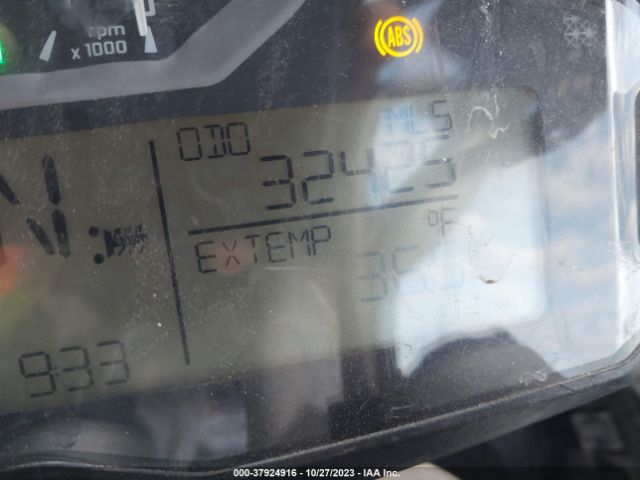 rpm
x 1000
ABS
ODO
MLS
32425
EXTEMP
°F
N
933
000-37924916 - 10/27/2023 - IAA Inc.